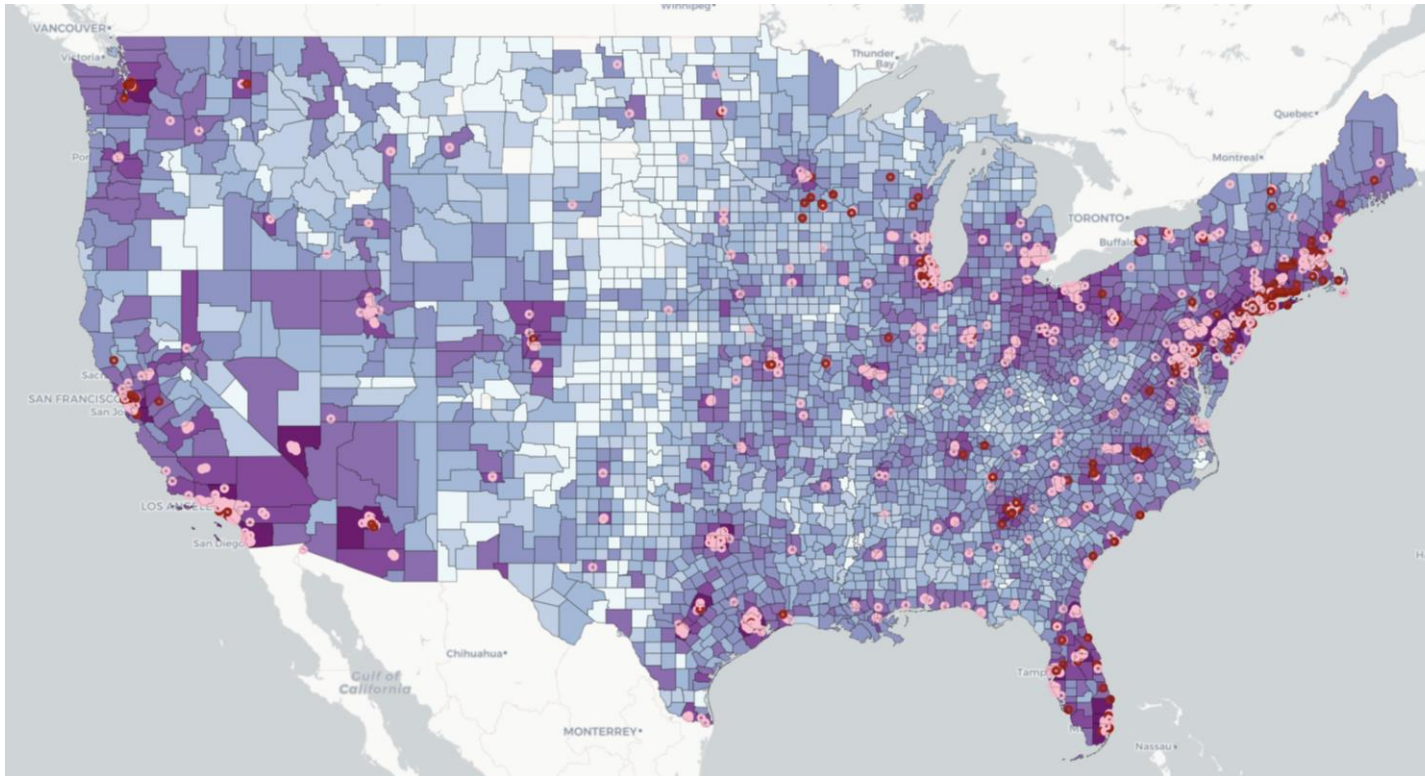 Winnipeg
VANCOUVER
Victoria
Thunder
Bay
Quebec
Montreal
TORONTO
Buffalo
SAN FRANCISCO
LOS ANGELES
San Diego
Chihuahua
Gulf of
California
MONTERREY
Nassau